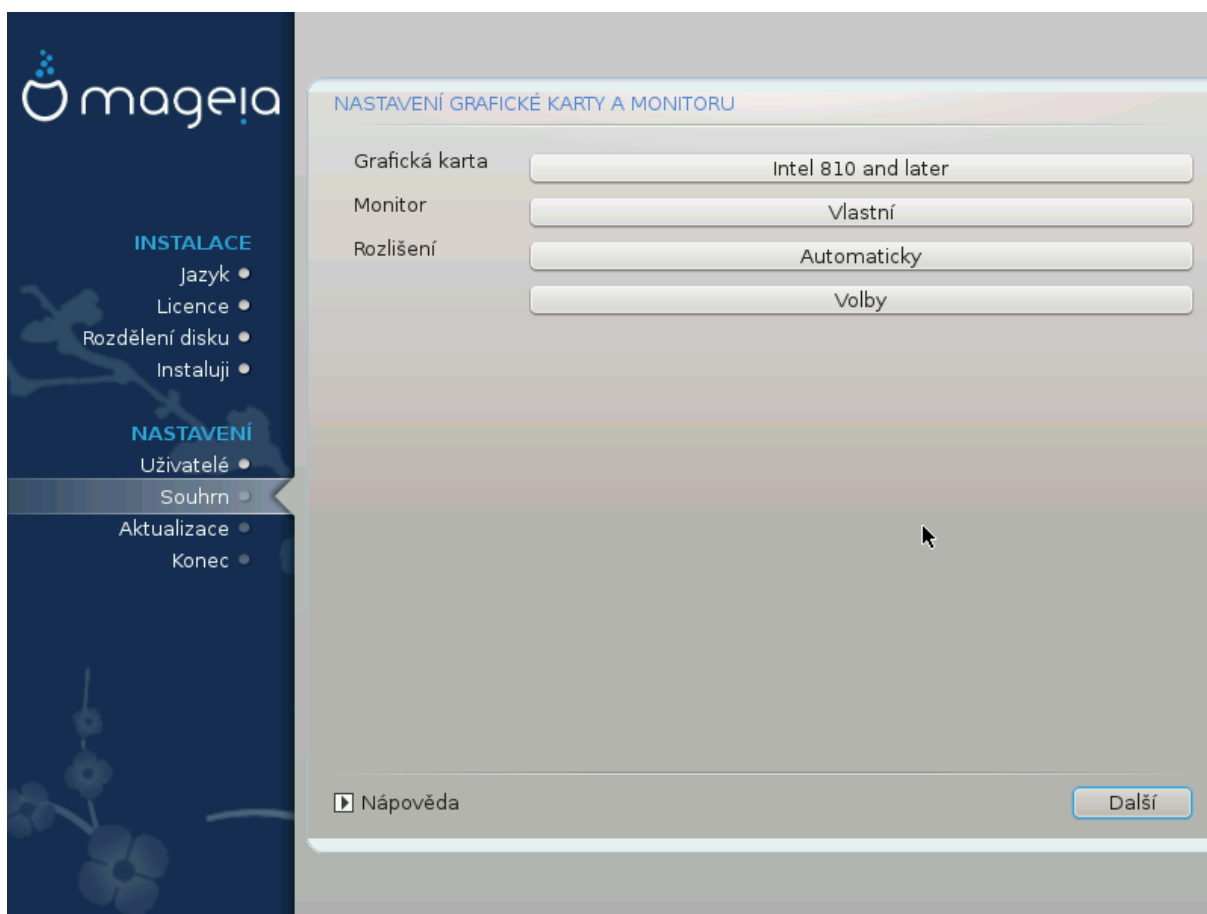 mageia
INSTALACE
Jazyk
Licence
Rozdělení disku
Instaluji
NASTAVENÍ
Uživatelé
Souhrn
Aktualizace
Konec
NASTAVENÍ GRAFICKÉ KARTY A MONITORU
Grafická karta
Intel 810 and later
Monitor
Vlastní
Rozlišení
Automaticky
Volby
Nápověda
Další